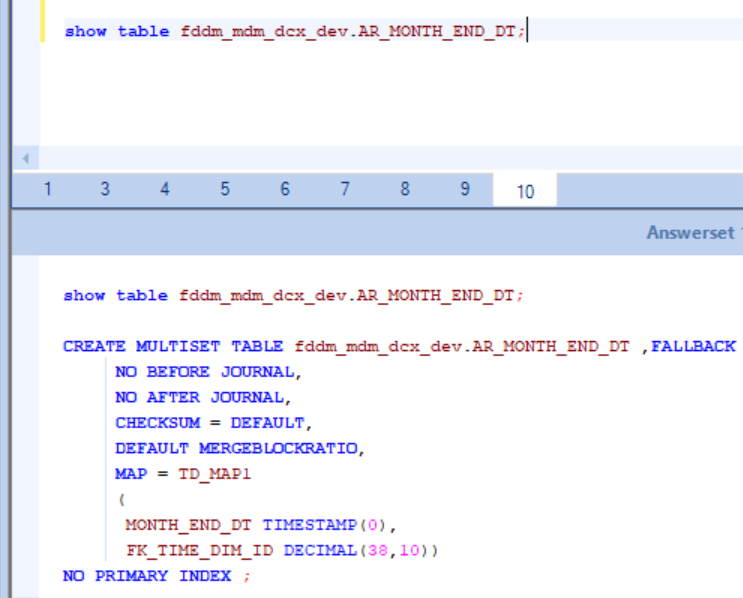 show table fddm_mdm_dcx_dev.AR_MONTH_END_DT;
1 3 4 5 6 7 8 9 10
Answerset
show table fddm_mdm_dcx_dev.AR_MONTH_END_DT;
CREATE MULTISET TABLE fddm_mdm_dcx_dev.AR_MONTH_END_DT ,FALLBACK
NO BEFORE JOURNAL,
NO AFTER JOURNAL,
CHECKSUM = DEFAULT,
DEFAULT MERGEBLOCKRATIO,
MAP = TD_MAP1
(
MONTH_END_DT TIMESTAMP(0),
FK_TIME_DIM_ID DECIMAL(38,10))
NO PRIMARY INDEX ;